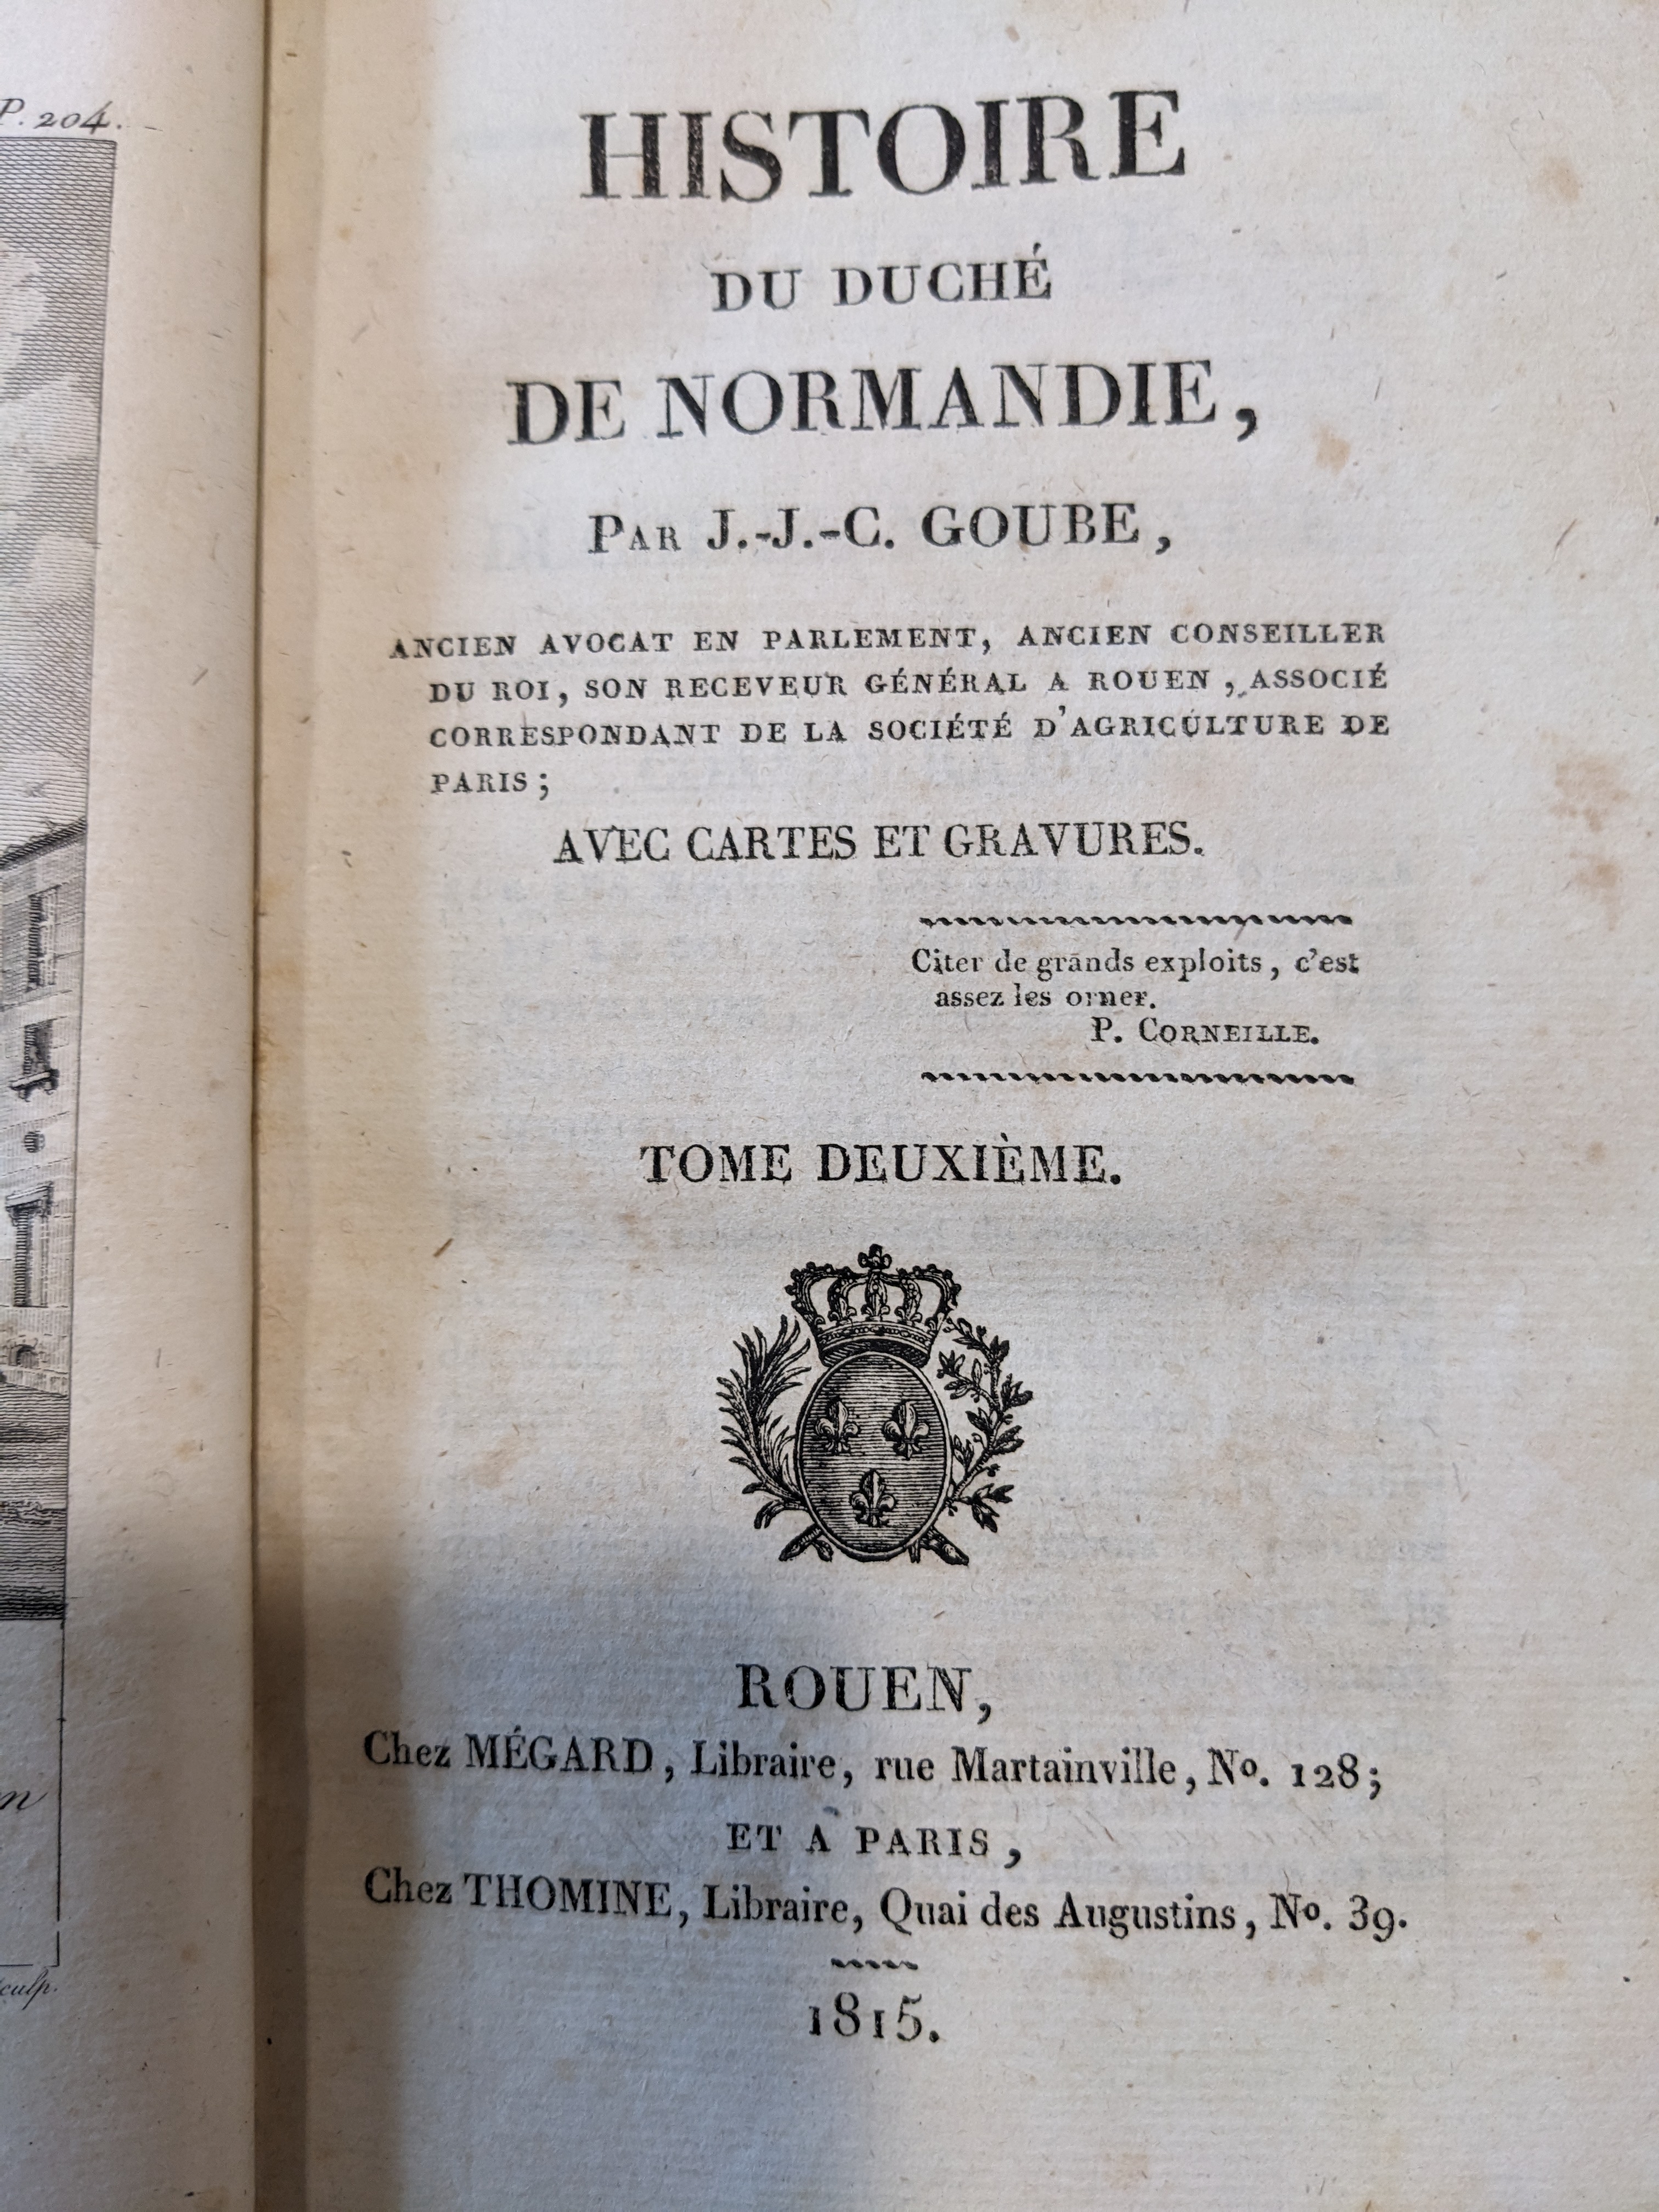 P. 204.
n
sculp.
HISTOIRE
DU DUCHÉ
DE NORMANDIE,
PAR J.-J.-C. GOUBE,
ANCIEN AVOCAT EN PARLEMENT, ANCIEN CONSEILLER
DU ROI, SON RECEVEUR GÉNÉRAL A ROUEN, ASSOCIÉ
CORRESPONDANT DE LA SOCIÉTÉ D'AGRICULTURE DE
PARIS;
AVEC CARTES ET GRAVURES.
Citer de grands exploits, c'est
assez les orner.
P. CORNEILLE.
TOME DEUXIÈME.
ROUEN,
Chez MÉGARD, Libraire, rue Martainville, No. 128;
ET A PARIS,
Chez THOMINE, Libraire, Quai des Augustins, No. 39.
1815.